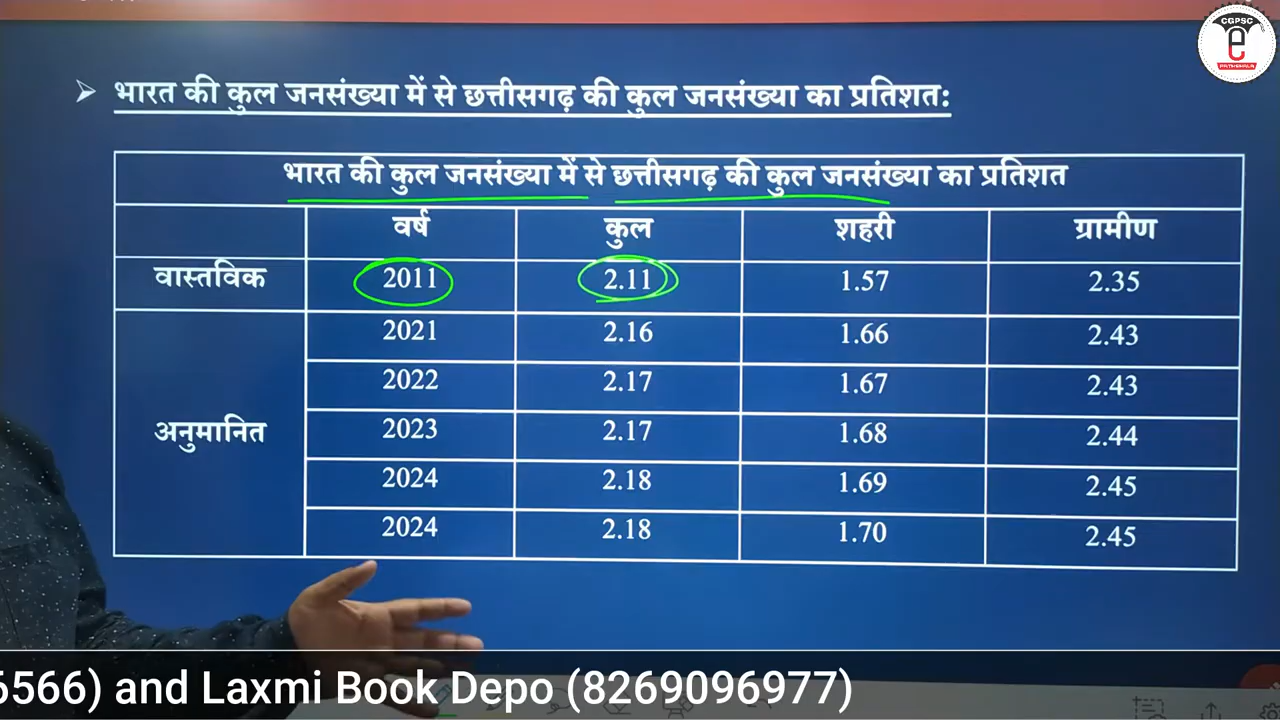 CGPSC
e
PATHSHALA
➤ भारत की कुल जनसंख्या में से छत्तीसगढ़ की कुल जनसंख्या का प्रतिशत:
भारत की कुल जनसंख्या में से छत्तीसगढ़ की कुल जनसंख्या का प्रतिशत
वर्ष कुल शहरी ग्रामीण
वास्तविक 2011 2.11 1.57 2.35
2021 2.16 1.66 2.43
2022 2.17 1.67 2.43
अनुमानित 2023 2.17 1.68 2.44
2024 2.18 1.69 2.45
2024 2.18 1.70 2.45
6566) and Laxmi Book Depo (8269096977)